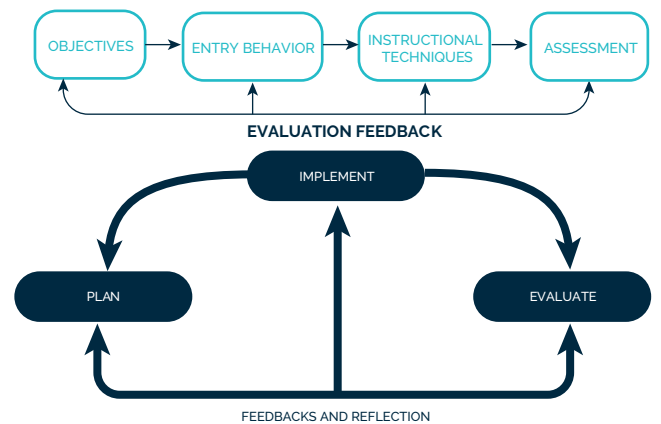 OBJECTIVES
ENTRY BEHAVIOR
INSTRUCTIONAL
TECHNIQUES
ASSESSMENT
EVALUATION FEEDBACK
IMPLEMENT
PLAN
EVALUATE
FEEDBACKS AND REFLECTION